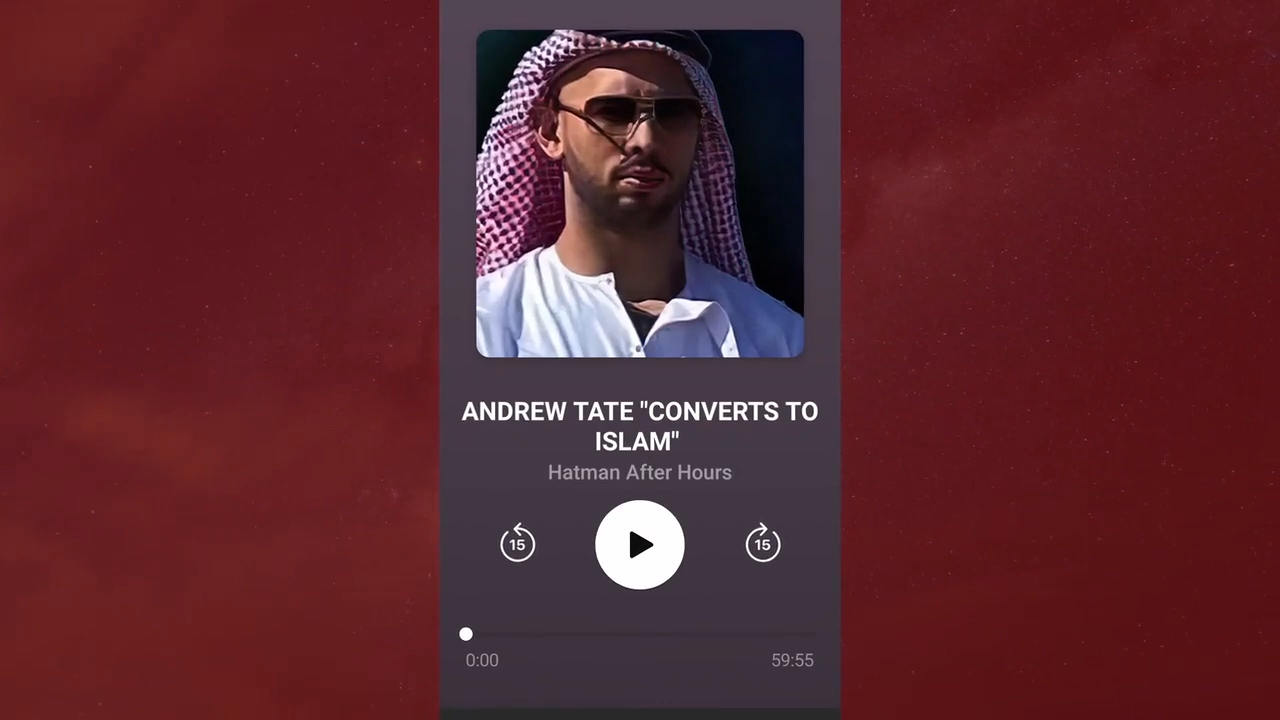 ANDREW TATE "CONVERTS TO
ISLAM"
Hatman After Hours
15
15
0:00
59:55